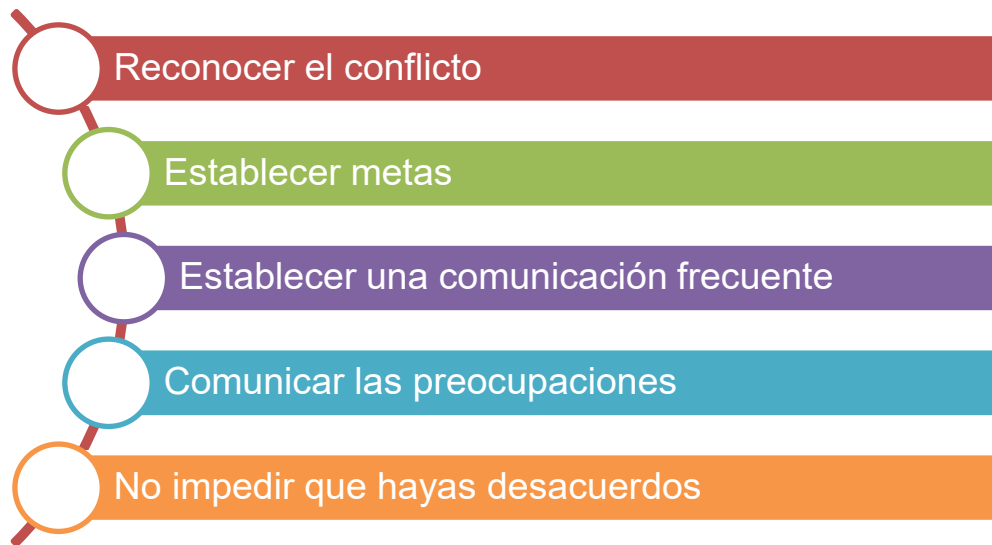 Reconocer el conflicto
Establecer metas
Establecer una comunicación frecuente
Comunicar las preocupaciones
No impedir que hayas desacuerdos